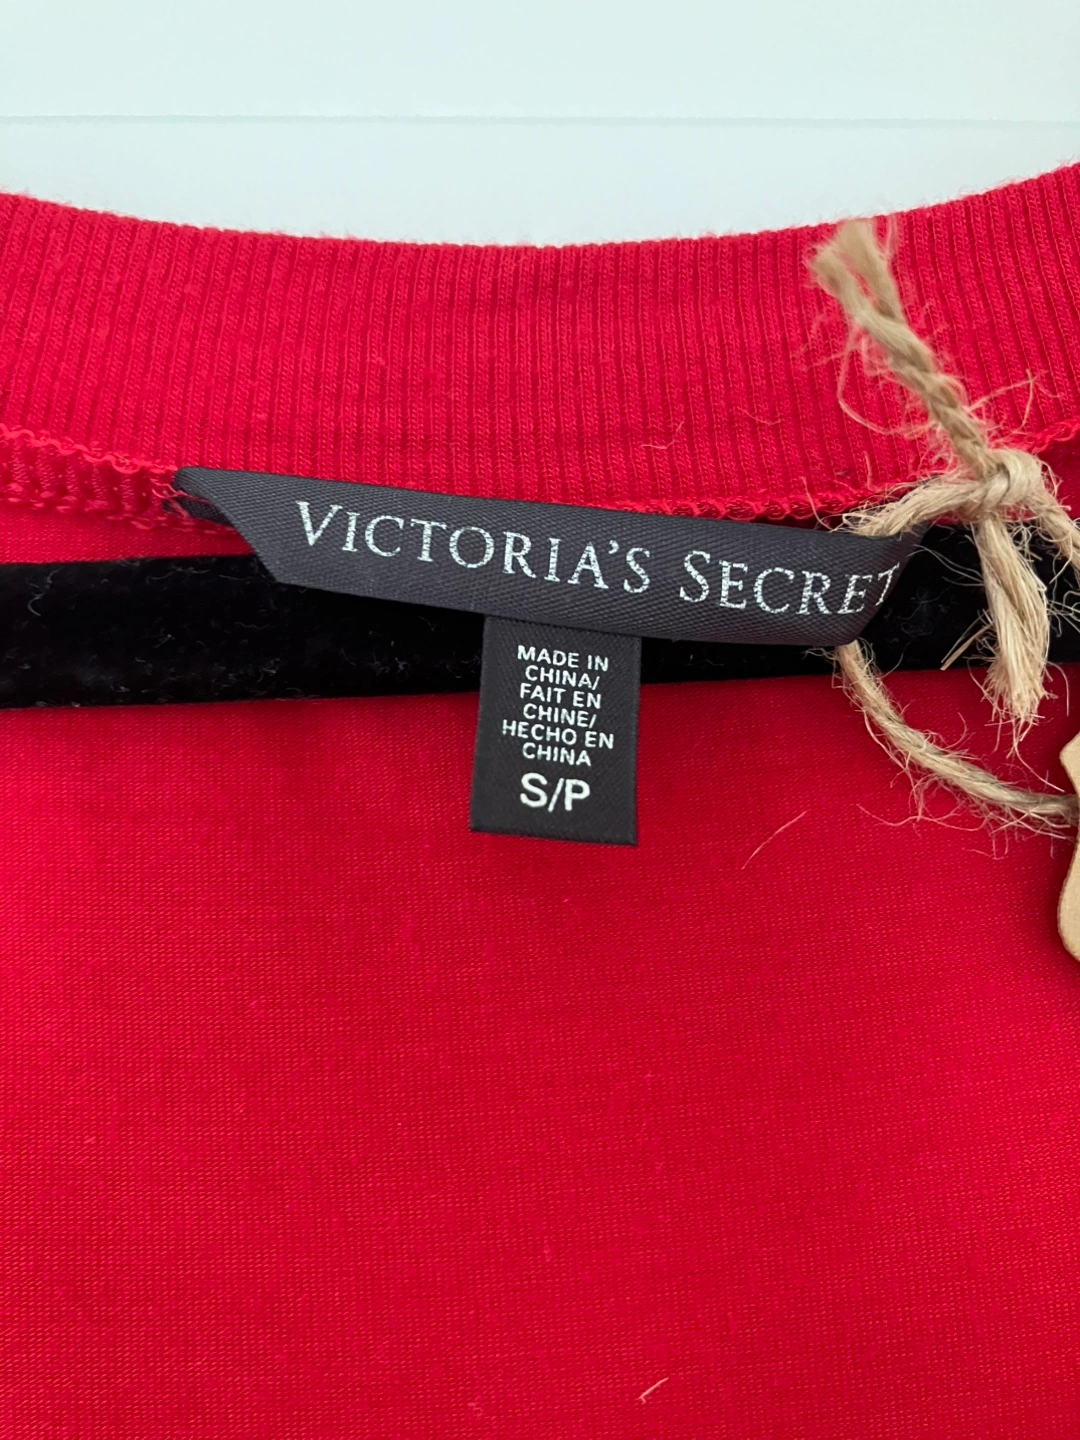 VICTORIA'S SECRET
MADE IN
CHINA/
FAIT EN
CHINE/
HECHO EN
CHINA
S/P